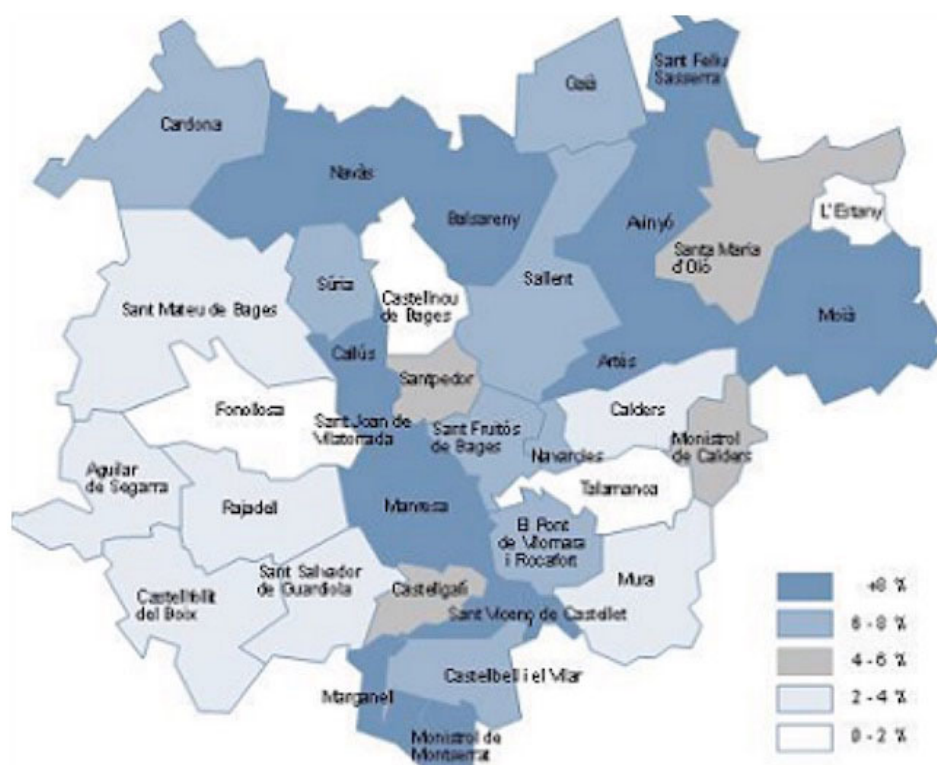 Sant Feliu
Sasserra
Gaià
Cardona
Navàs
Balsareny
Avinyó
L'Estany
Santa Maria
d'Oló
Sallent
Súria
Castellnou
de Bages
Sant Mateu de Bages
Moià
Callús
Artés
Santpedor
Fonollosa
Sant Joan de
Vilatorrada
Sant Fruitós
de Bages
Calders
Navarcles
Monistrol
de Calders
Aguilar
de Segarra
Rajadell
Manresa
Talamanca
El Pont
de Vilomara
i Rocafort
Mura
Sant Salvador
de Guardiola
Castellgalí
Castellfollit
del Boix
Sant Vicenç de Castellet
Castellbell i el Vilar
Marganell
Monistrol de
Montserrat
+8 %
6 - 8 %
4 - 6 %
2 - 4 %
0 - 2 %